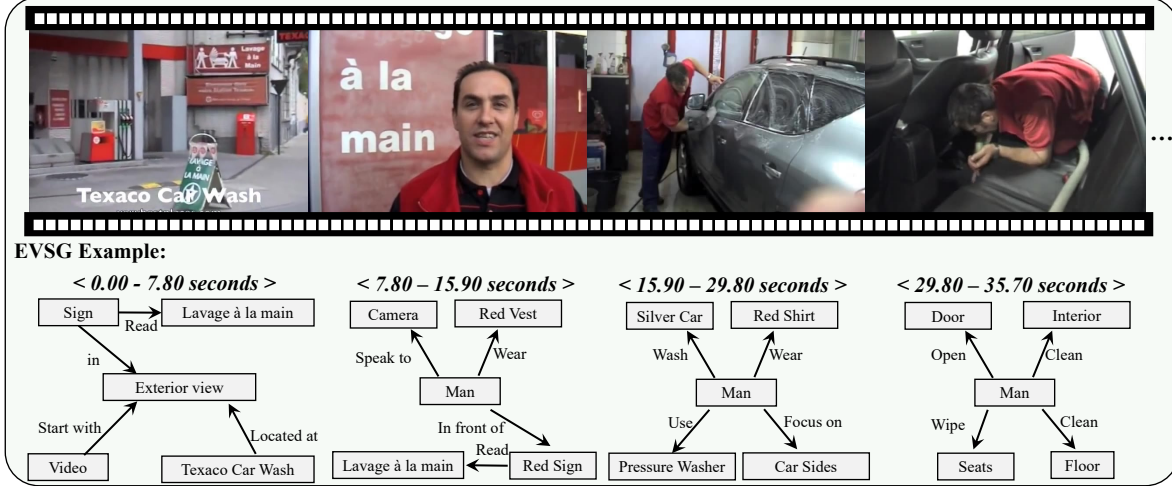 TEXACO
Lavage
à la
Main
LAVAGE
À
LA MAIN
Texaco Car Wash
à la
main
...
EVSG Example:
< 0.00 - 7.80 seconds >
Sign
Read
Lavage à la main
in
Exterior view
Start with
Located at
Video
Texaco Car Wash
< 7.80 – 15.90 seconds >
Camera
Red Vest
Speak to
Wear
Man
In front of
Read
Lavage à la main
Red Sign
< 15.90 – 29.80 seconds >
Silver Car
Red Shirt
Wash
Wear
Man
Use
Focus on
Pressure Washer
Car Sides
< 29.80 – 35.70 seconds >
Door
Interior
Open
Clean
Man
Wipe
Clean
Seats
Floor